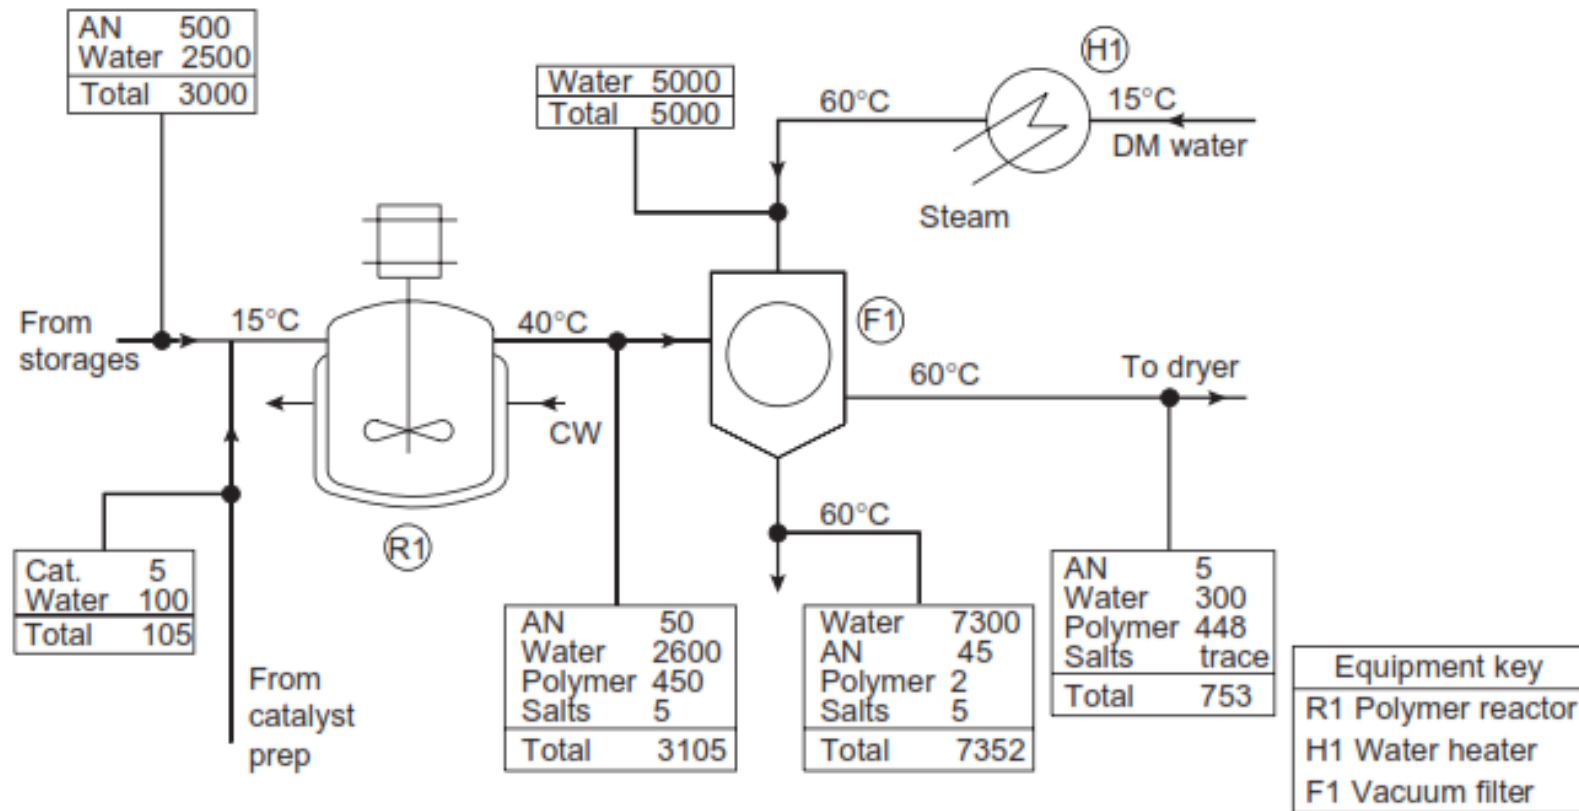 AN 500
Water 2500
Total 3000
Water 5000
Total 5000
H1
60°C
15°C
DM water
Steam
From
storages
15°C
40°C
F1
60°C
To dryer
CW
R1
60°C
Cat. 5
Water 100
Total 105
From
catalyst
prep
AN 50
Water 2600
Polymer 450
Salts 5
Total 3105
Water 7300
AN 45
Polymer 2
Salts 5
Total 7352
AN 5
Water 300
Polymer 448
Salts trace
Total 753
Equipment key
R1 Polymer reactor
H1 Water heater
F1 Vacuum filter